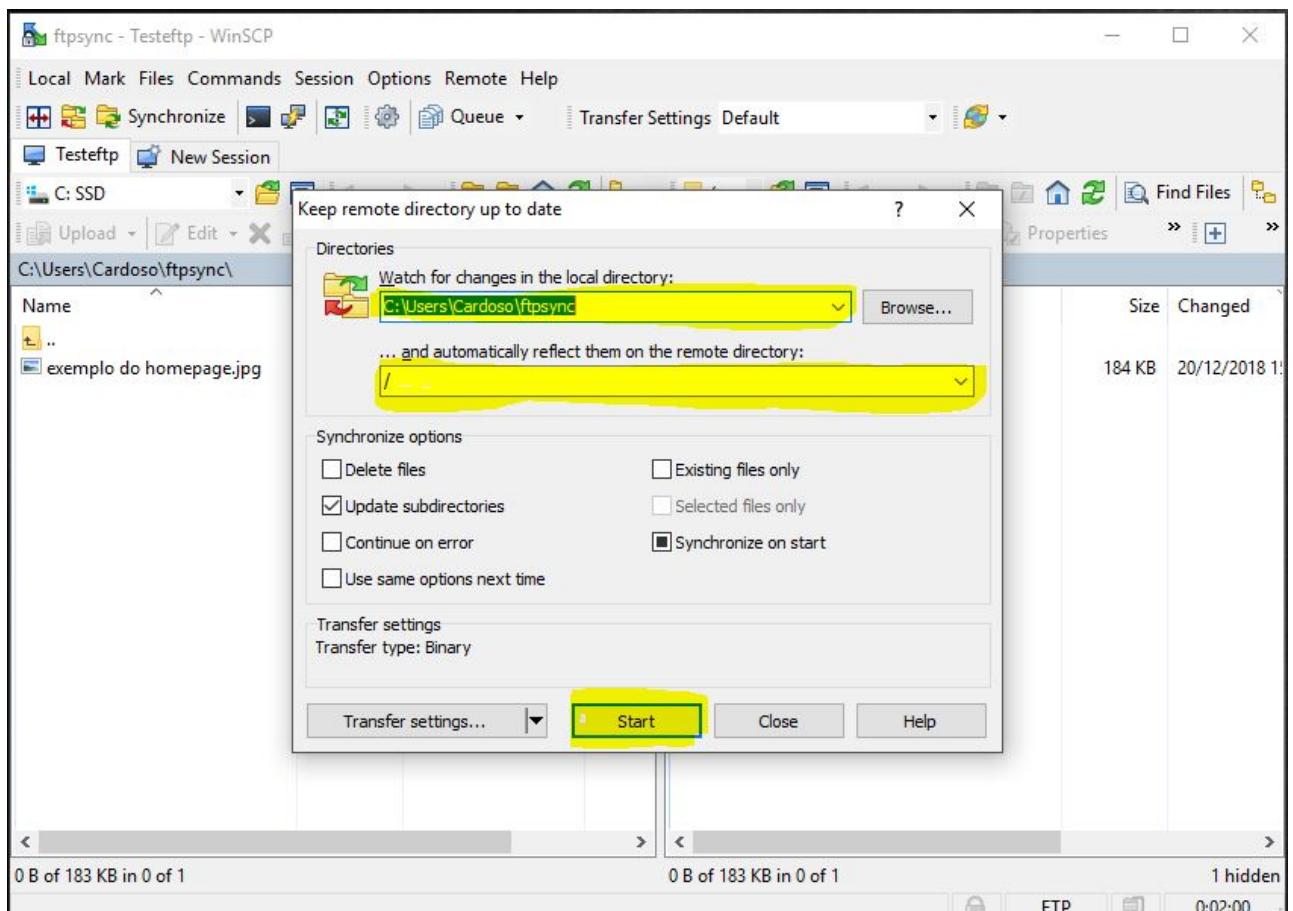 ftpsync - Testeftp - WinSCP
Local Mark Files Commands Session Options Remote Help
Synchronize Queue Transfer Settings Default
Testeftp New Session
C: SSD Find Files
Upload Edit Properties
C:\Users\Cardoso\ftpsync\
Name Size Changed
..
exemplo do homepage.jpg 184 KB 20/12/2018
Keep remote directory up to date ?
Directories
Watch for changes in the local directory:
C:\Users\Cardoso\ftpsync Browse...
... and automatically reflect them on the remote directory:
/
Synchronize options
Delete files Existing files only
Update subdirectories Selected files only
Continue on error Synchronize on start
Use same options next time
Transfer settings
Transfer type: Binary
Transfer settings... Start Close Help
0 B of 183 KB in 0 of 1 0 B of 183 KB in 0 of 1 1 hidden
FTP 0:02:00